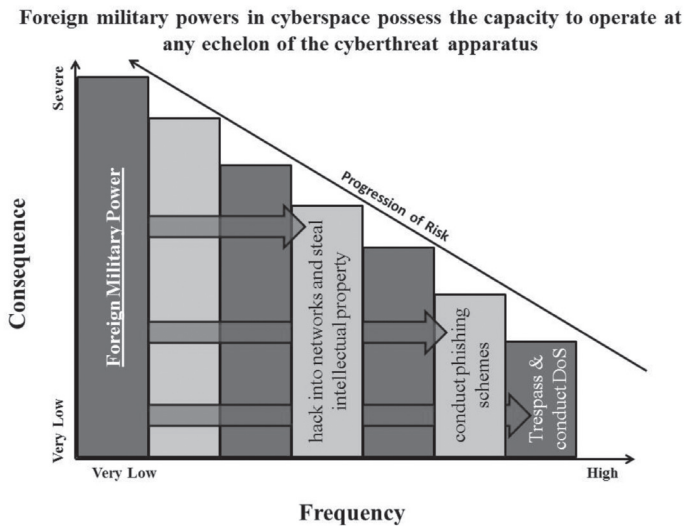 Foreign military powers in cyberspace possess the capacity to operate at
any echelon of the cyberthreat apparatus
Severe
Consequence
Very Low
Progression of Risk
Foreign Military Power
hack into networks and steal
intellectual property
conduct phishing
schemes
Trespass &
conduct DoS
Very Low
High
Frequency